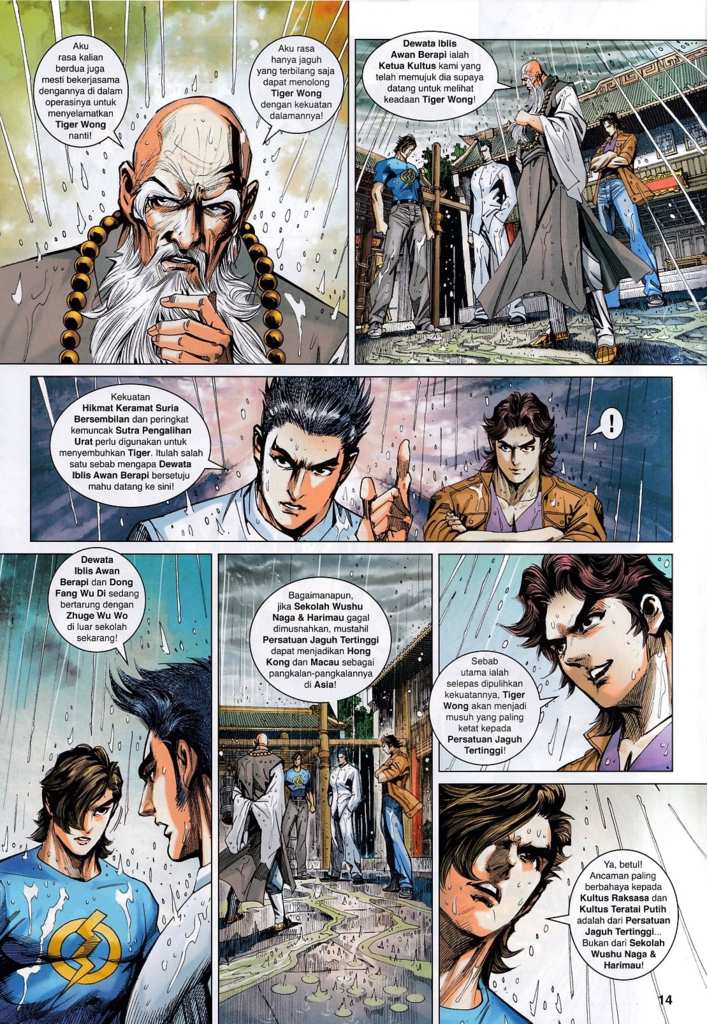 Aku
rasa kalian
berdua juga
mesti bekerjasama
dengannya di dalam
operasinya untuk
menyelamatkan
Tiger Wong
nanti!
Aku rasa
hanya jaguh
yang terbilang saja
dapat menolong
Tiger Wong
dengan kekuatan
dalamannya!
Dewata Iblis
Awan Berapi ialah
Ketua Kultus kami yang
telah memujuk dia supaya
datang untuk melihat
keadaan Tiger Wong!
Kekuatan
Hikmat Keramat Suria
Bersembilan dan peringkat
kemuncak Sutra Pengalihan
Urat perlu digunakan untuk
menyembuhkan Tiger. Itulah salah
satu sebab mengapa Dewata
Iblis Awan Berapi bersetuju
mahu datang ke sini!
!
Dewata
Iblis Awan
Berapi dan Dong
Fang Wu Di sedang
bertarung dengan
Zhuge Wu Wo
di luar sekolah
sekarang!
Bagaimanapun,
jika Sekolah Wushu
Naga & Harimau gagal
dimusnahkan, mustahil
Persatuan Jaguh Tertinggi
dapat menjadikan Hong
Kong dan Macau sebagai
pangkalan-pangkalannya
di Asia!
Sebab
utama ialah
selepas dipulihkan
kekuatannya, Tiger
Wong akan menjadi
musuh yang paling
ketat kepada
Persatuan Jaguh
Tertinggi!
Ya, betul!
Ancaman paling
berbahaya kepada
Kultus Raksasa dan
Kultus Teratai Putih
adalah dari Persatuan
Jaguh Tertinggi...
Bukan dari Sekolah
Wushu Naga &
Harimau!
14